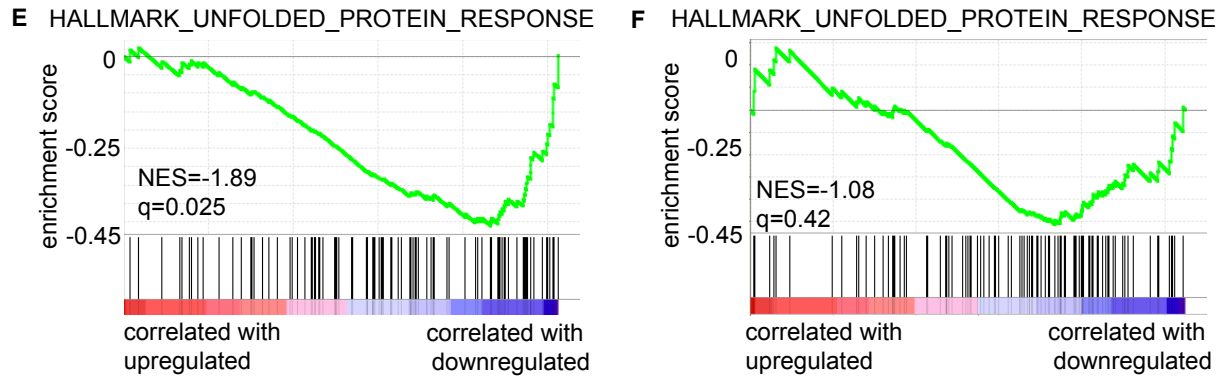 E HALLMARK_UNFOLDED_PROTEIN_RESPONSE
enrichment score
0
-0.25
-0.45
NES=-1.89
q=0.025
correlated with
upregulated
correlated with
downregulated
F HALLMARK_UNFOLDED_PROTEIN_RESPONSE
enrichment score
0
-0.25
-0.45
NES=-1.08
q=0.42
correlated with
upregulated
correlated with
downregulated